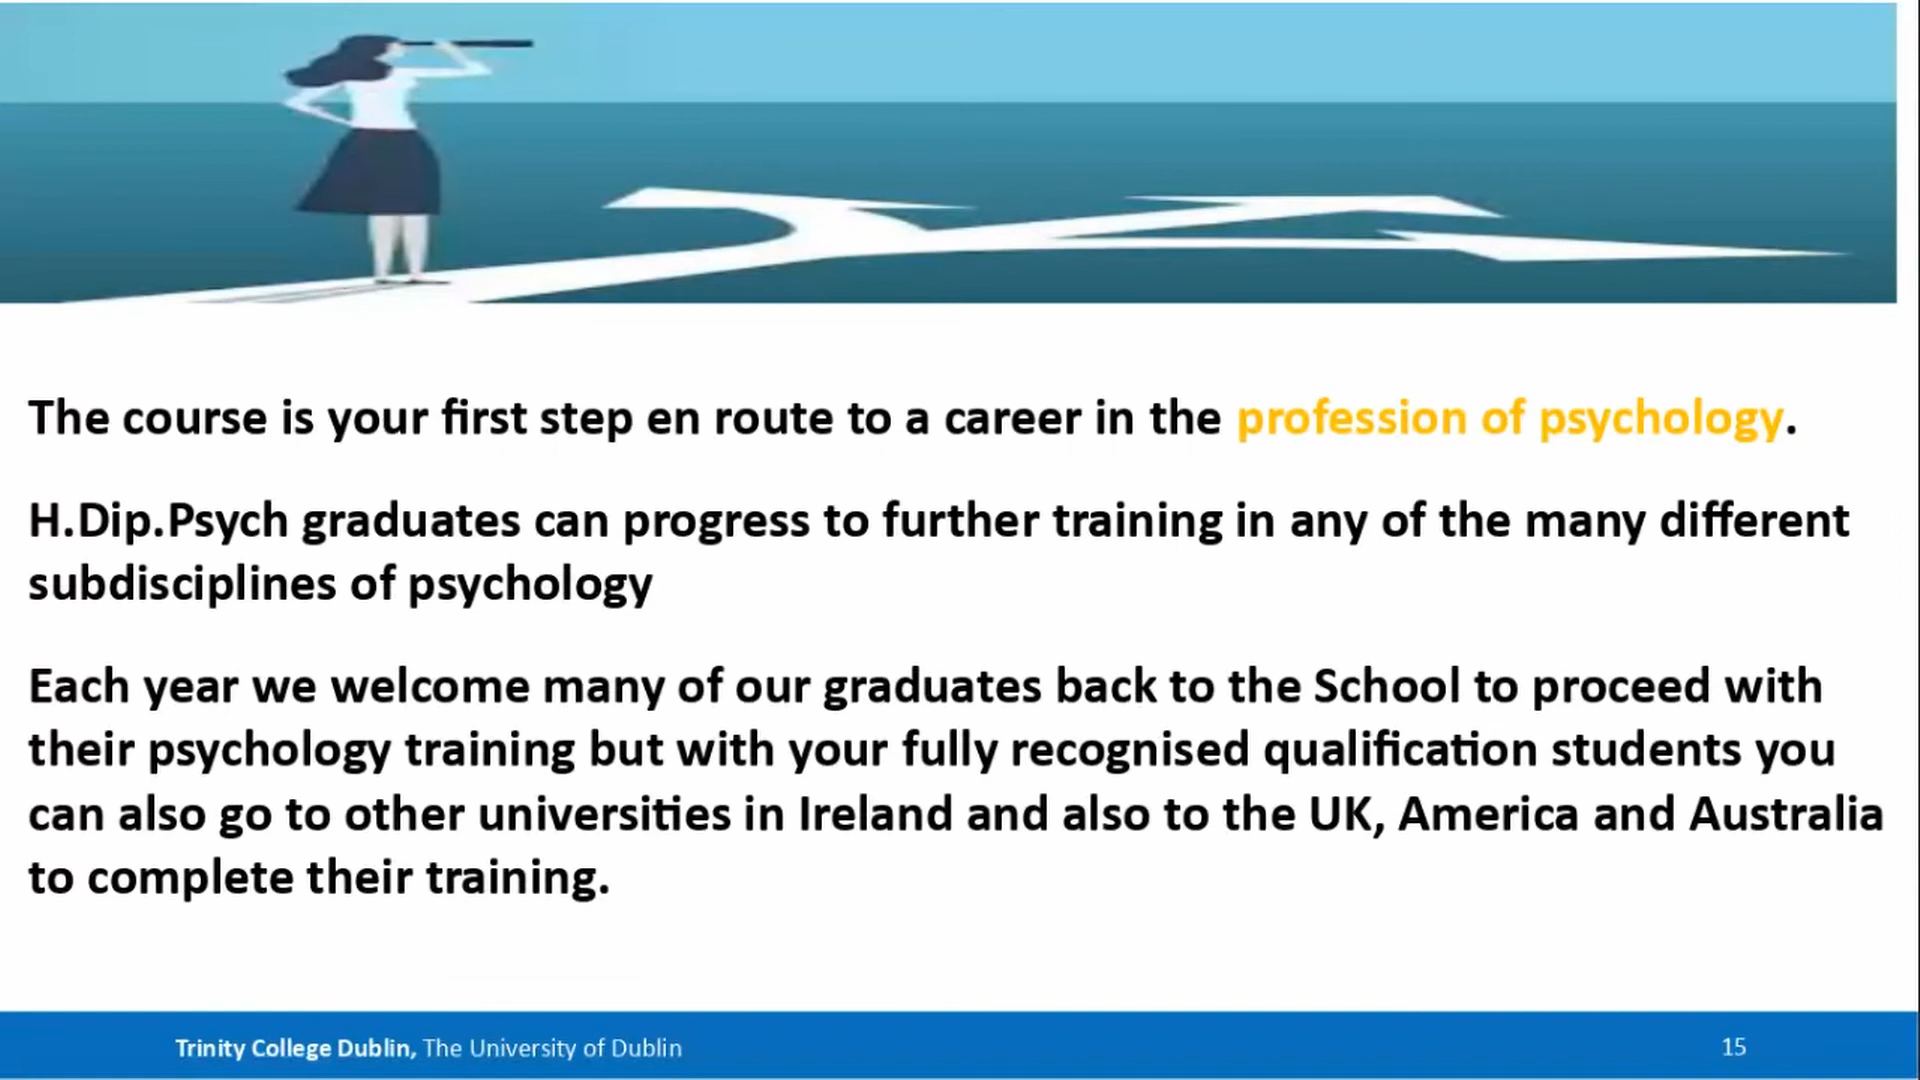 The course is your first step en route to a career in the profession of psychology.
H.Dip.Psych graduates can progress to further training in any of the many different
subdisciplines of psychology
Each year we welcome many of our graduates back to the School to proceed with
their psychology training but with your fully recognised qualification students you
can also go to other universities in Ireland and also to the UK, America and Australia
to complete their training.
Trinity College Dublin, The University of Dublin
15